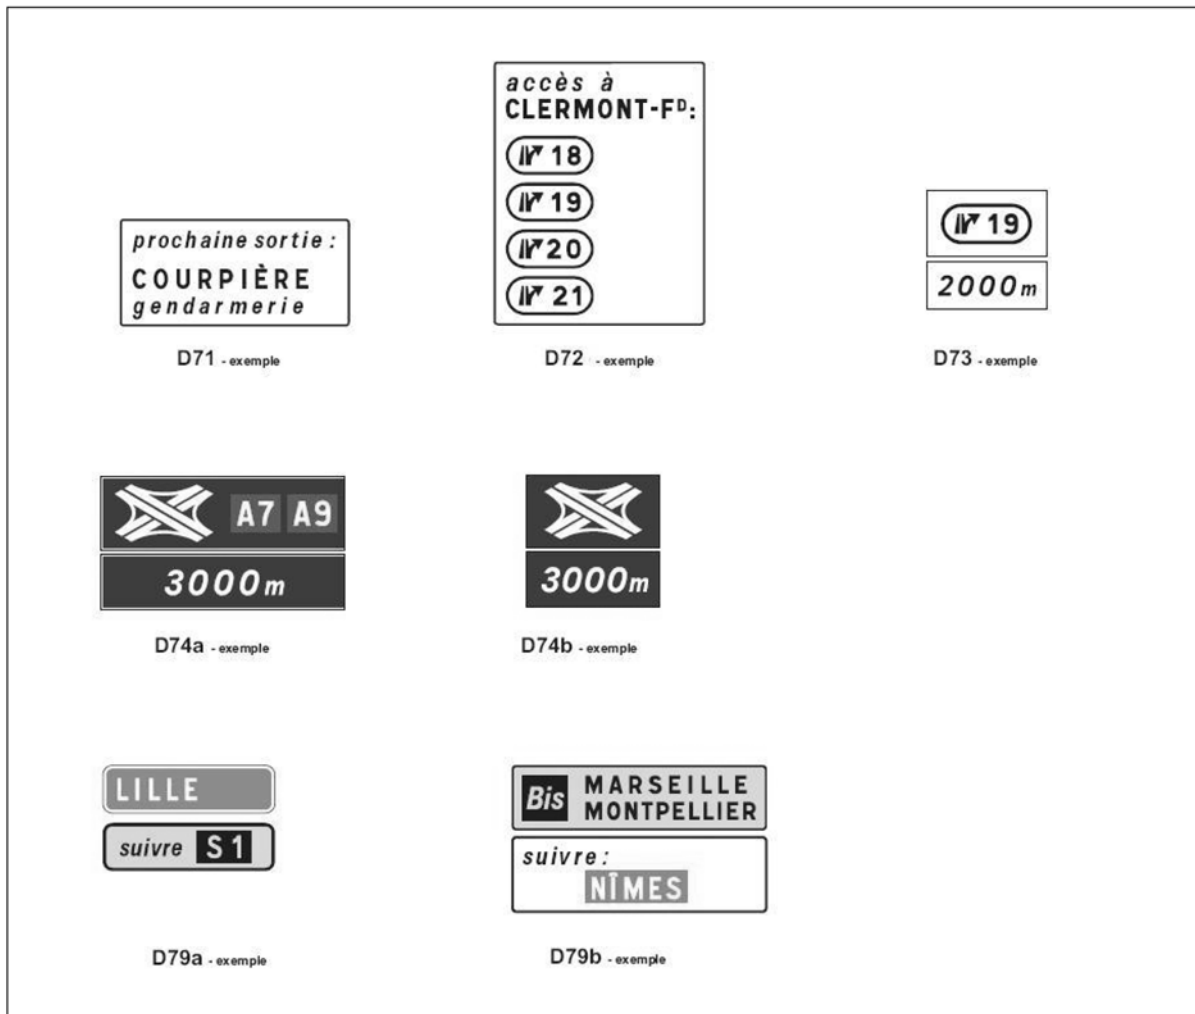 accès à
CLERMONT-Fᴰ:
18
19
20
21
prochaine sortie :
COURPIÈRE
gendarmerie
19
2000m
D71 - exemple
D72 - exemple
D73 - exemple
A7 A9
3000m
3000m
D74a - exemple
D74b - exemple
LILLE
suivre S1
Bis MARSEILLE
MONTPELLIER
suivre :
NÎMES
D79a - exemple
D79b - exemple